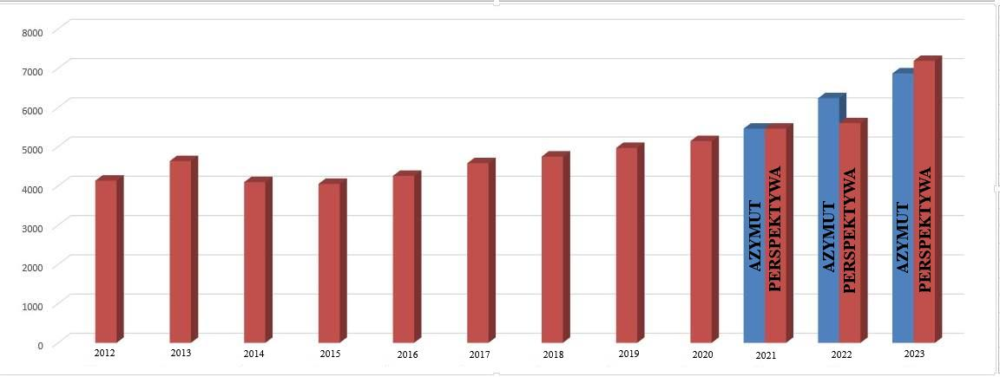 8000
7000
6000
5000
4000
3000
2000
1000
0
AZYMUT
PERSPEKTYWA
AZYMUT
PERSPEKTYWA
AZYMUT
PERSPEKTYWA
2012 2013 2014 2015 2016 2017 2018 2019 2020 2021 2022 2023